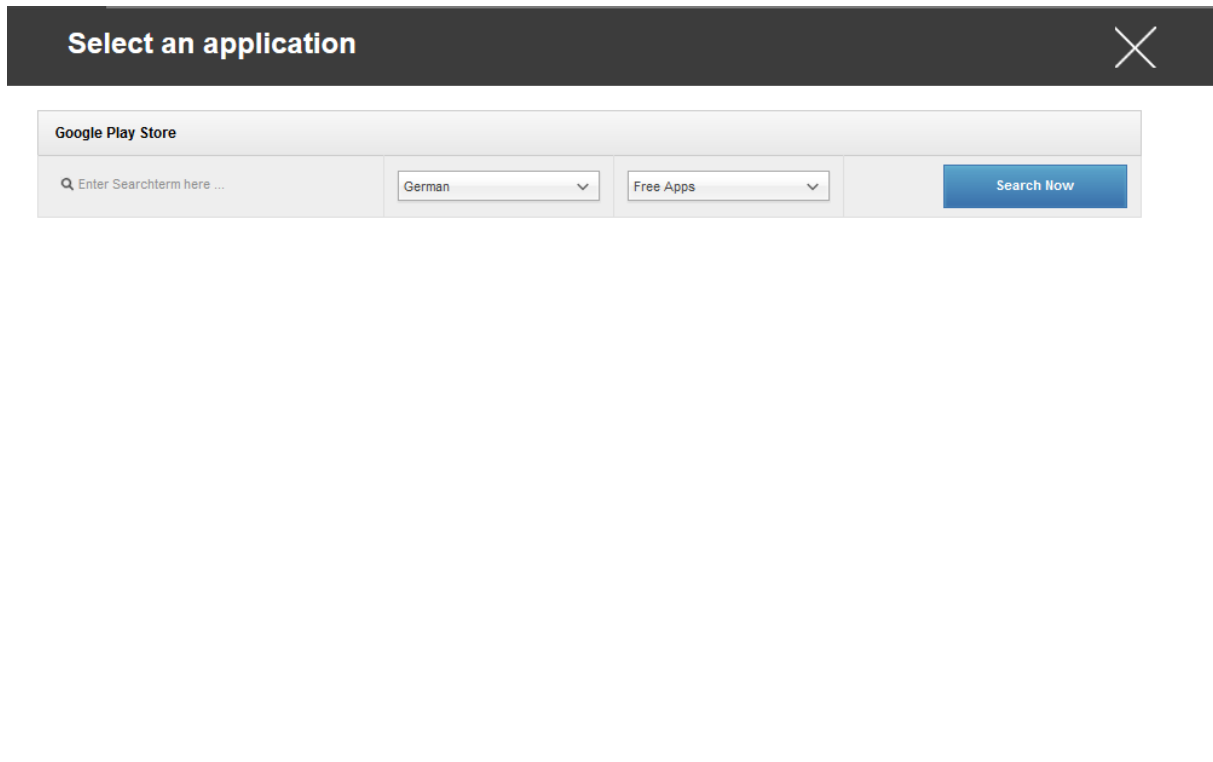 Select an application
Google Play Store
Enter Searchterm here ...
German
Free Apps
Search Now